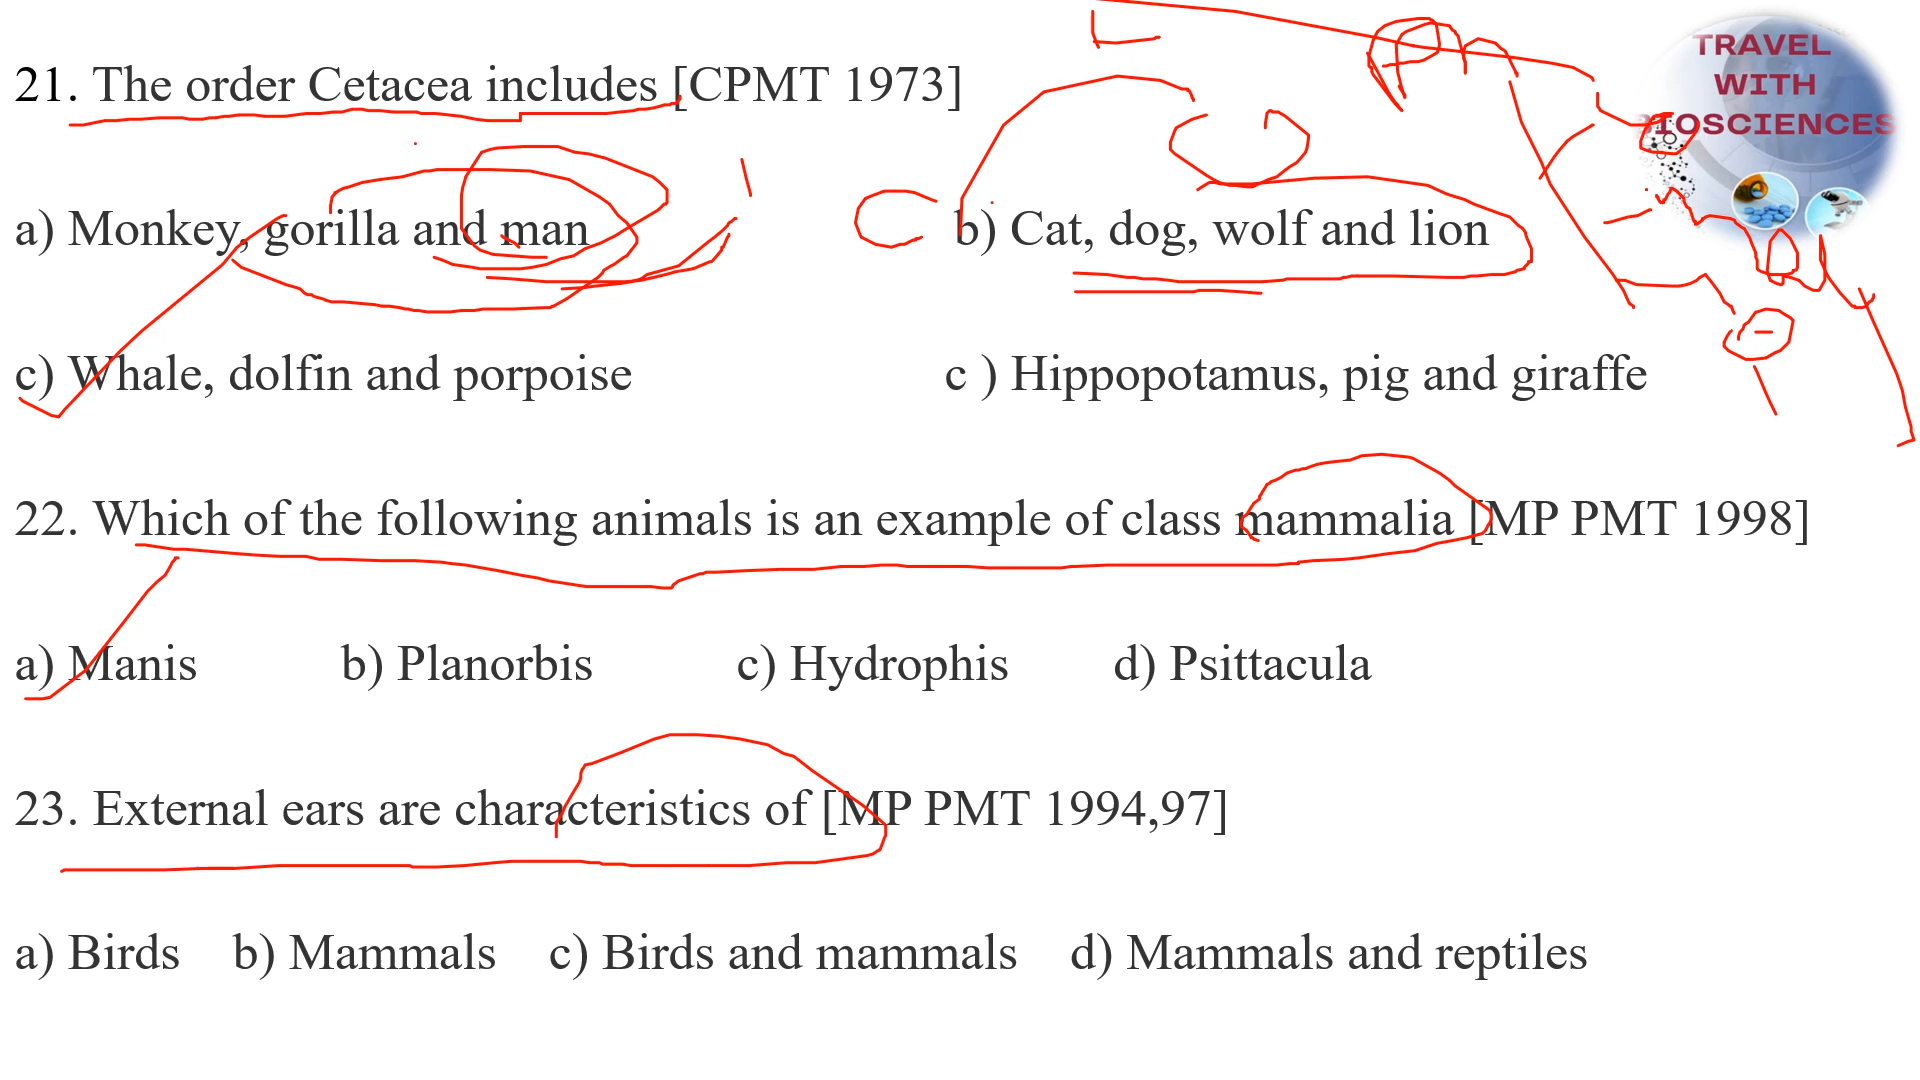 TRAVEL
WITH
BIOSCIENCES
21. The order Cetacea includes [CPMT 1973]
a) Monkey, gorilla and man b) Cat, dog, wolf and lion
c) Whale, dolfin and porpoise c ) Hippopotamus, pig and giraffe
22. Which of the following animals is an example of class mammalia [MP PMT 1998]
a) Manis b) Planorbis c) Hydrophis d) Psittacula
23. External ears are characteristics of [MP PMT 1994,97]
a) Birds b) Mammals c) Birds and mammals d) Mammals and reptiles